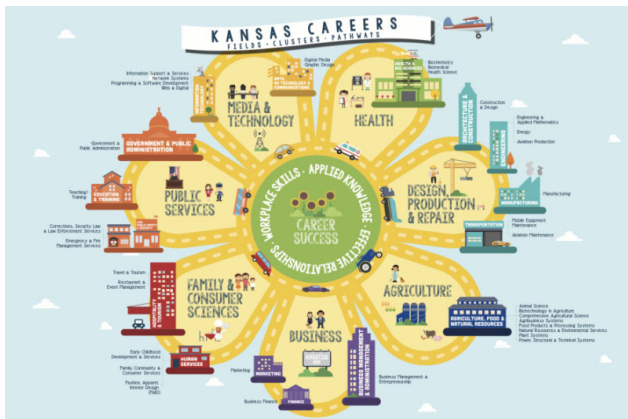 KANSAS CAREERS
FIELDS · CLUSTERS · PATHWAYS
Information Support & Services
Network Systems
Programming & Software Development
Web & Digital
Digital Media
Graphic Design
MEDIA &
TECHNOLOGY
HEALTH
HEALTH &
Biochemistry
Biomedical
Health Science
ARCHITECTURE &
CONSTRUCTION
Construction
& Design
ENGINEERING
Engineering &
Applied Mathematics
Energy
Aviation Production
MANUFACTURING
Manufacturing
DESIGN,
PRODUCTION
& REPAIR
TRANSPORTATION
Mobile Equipment
Maintenance
Aviation Maintenance
AGRICULTURE
AGRICULTURE, FOOD &
NATURAL RESOURCES
Animal Science
Biotechnology in Agriculture
Comprehensive Agricultural Science
Agribusiness Systems
Food Products & Processing Systems
Natural Resources & Environmental Services
Plant Systems
Power, Structural & Technical Systems
BUSINESS
BUSINESS MANAGEMENT
& ADMINISTRATION
Business Management &
Entrepreneurship
MARKETING
Marketing
FINANCE
Business Finance
FAMILY &
CONSUMER
SCIENCES
HUMAN
SERVICES
Early Childhood
Development & Services
Family Community &
Consumer Services
Fashion, Apparel,
Interior Design
(FAID)
HOSPITALITY
& TOURISM
Travel & Tourism
Restaurant &
Event Management
PUBLIC
SERVICES
Corrections, Security, Law
& Law Enforcement Services
Emergency & Fire
Management Services
EDUCATION
& TRAINING
Teaching/
Training
GOVERNMENT & PUBLIC
ADMINISTRATION
Government &
Public Administration
WORKPLACE SKILLS · APPLIED KNOWLEDGE · EFFECTIVE RELATIONSHIPS ·
CAREER
SUCCESS